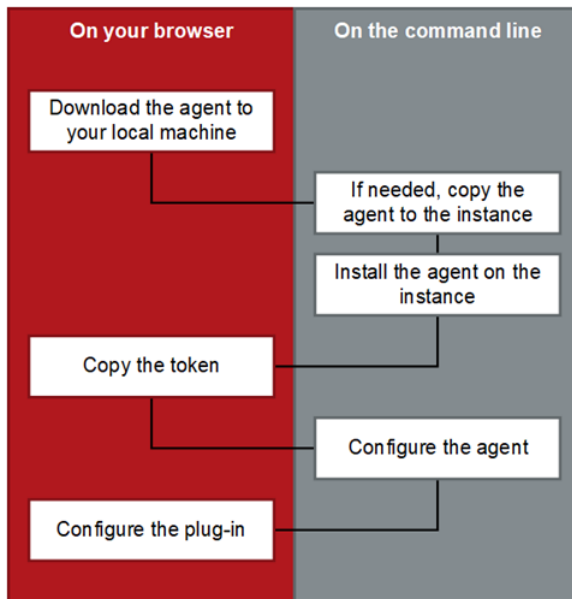 On your browser
On the command line
Download the agent to
your local machine
If needed, copy the
agent to the instance
Install the agent on the
instance
Copy the token
Configure the agent
Configure the plug-in